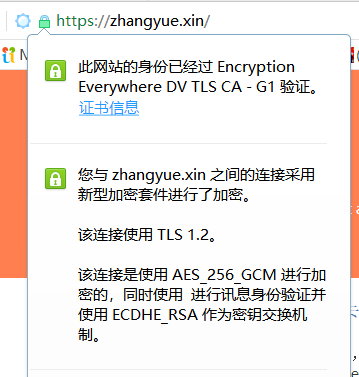 https://zhangyue.xin/
此网站的身份已经过 Encryption
Everywhere DV TLS CA - G1 验证。
证书信息
您与 zhangyue.xin 之间的连接采用
新型加密套件进行了加密。
该连接使用 TLS 1.2。
该连接是使用 AES_256_GCM 进行加
密的，同时使用 进行讯息身份验证并
使用 ECDHE_RSA 作为密钥交换机
制。